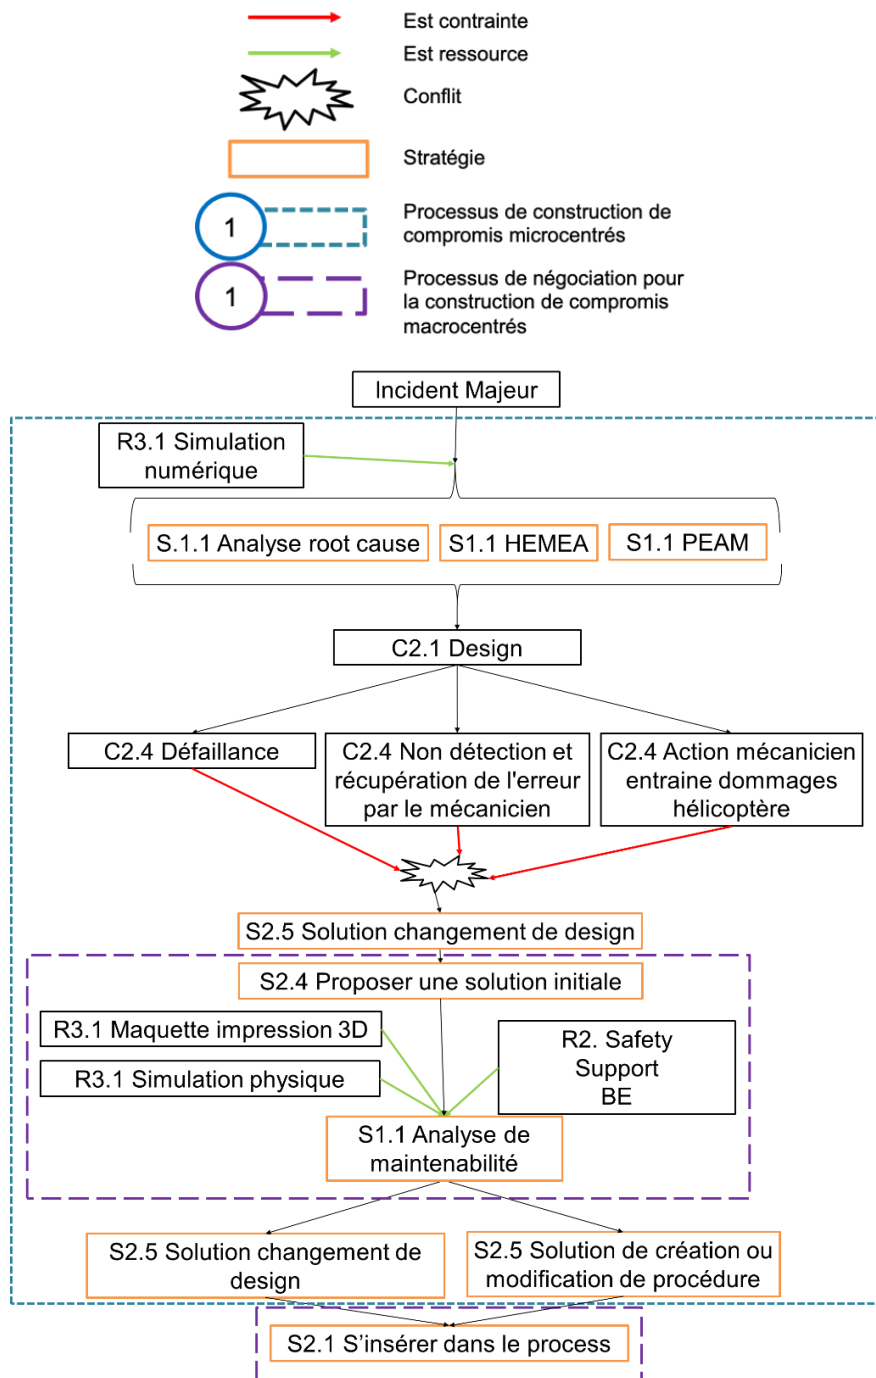 Est contrainte
Est ressource
Conflit
Stratégie
1
Processus de construction de
compromis microcentrés
1
Processus de négociation pour
la construction de compromis
macrocentrés
Incident Majeur
R3.1 Simulation
numérique
S.1.1 Analyse root cause
S1.1 HEMEA
S1.1 PEAM
C2.1 Design
C2.4 Défaillance
C2.4 Non détection et
récupération de l'erreur
par le mécanicien
C2.4 Action mécanicien
entraine dommages
hélicoptère
S2.5 Solution changement de design
S2.4 Proposer une solution initiale
R3.1 Maquette impression 3D
R3.1 Simulation physique
R2. Safety
Support
BE
S1.1 Analyse de
maintenabilité
S2.5 Solution changement de
design
S2.5 Solution de création ou
modification de procédure
S2.1 S’insérer dans le process